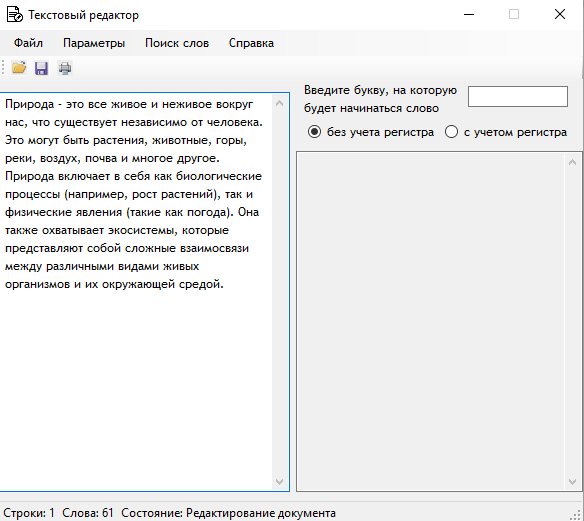 Текстовый редактор
Файл Параметры Поиск слов Справка
Введите букву, на которую
будет начинаться слово
без учета регистра с учетом регистра
Природа - это все живое и неживое вокруг
нас, что существует независимо от человека.
Это могут быть растения, животные, горы,
реки, воздух, почва и многое другое.
Природа включает в себя как биологические
процессы (например, рост растений), так и
физические явления (такие как погода). Она
также охватывает экосистемы, которые
представляют собой сложные взаимосвязи
между различными видами живых
организмов и их окружающей средой.
Строки: 1 Слова: 61 Состояние: Редактирование документа